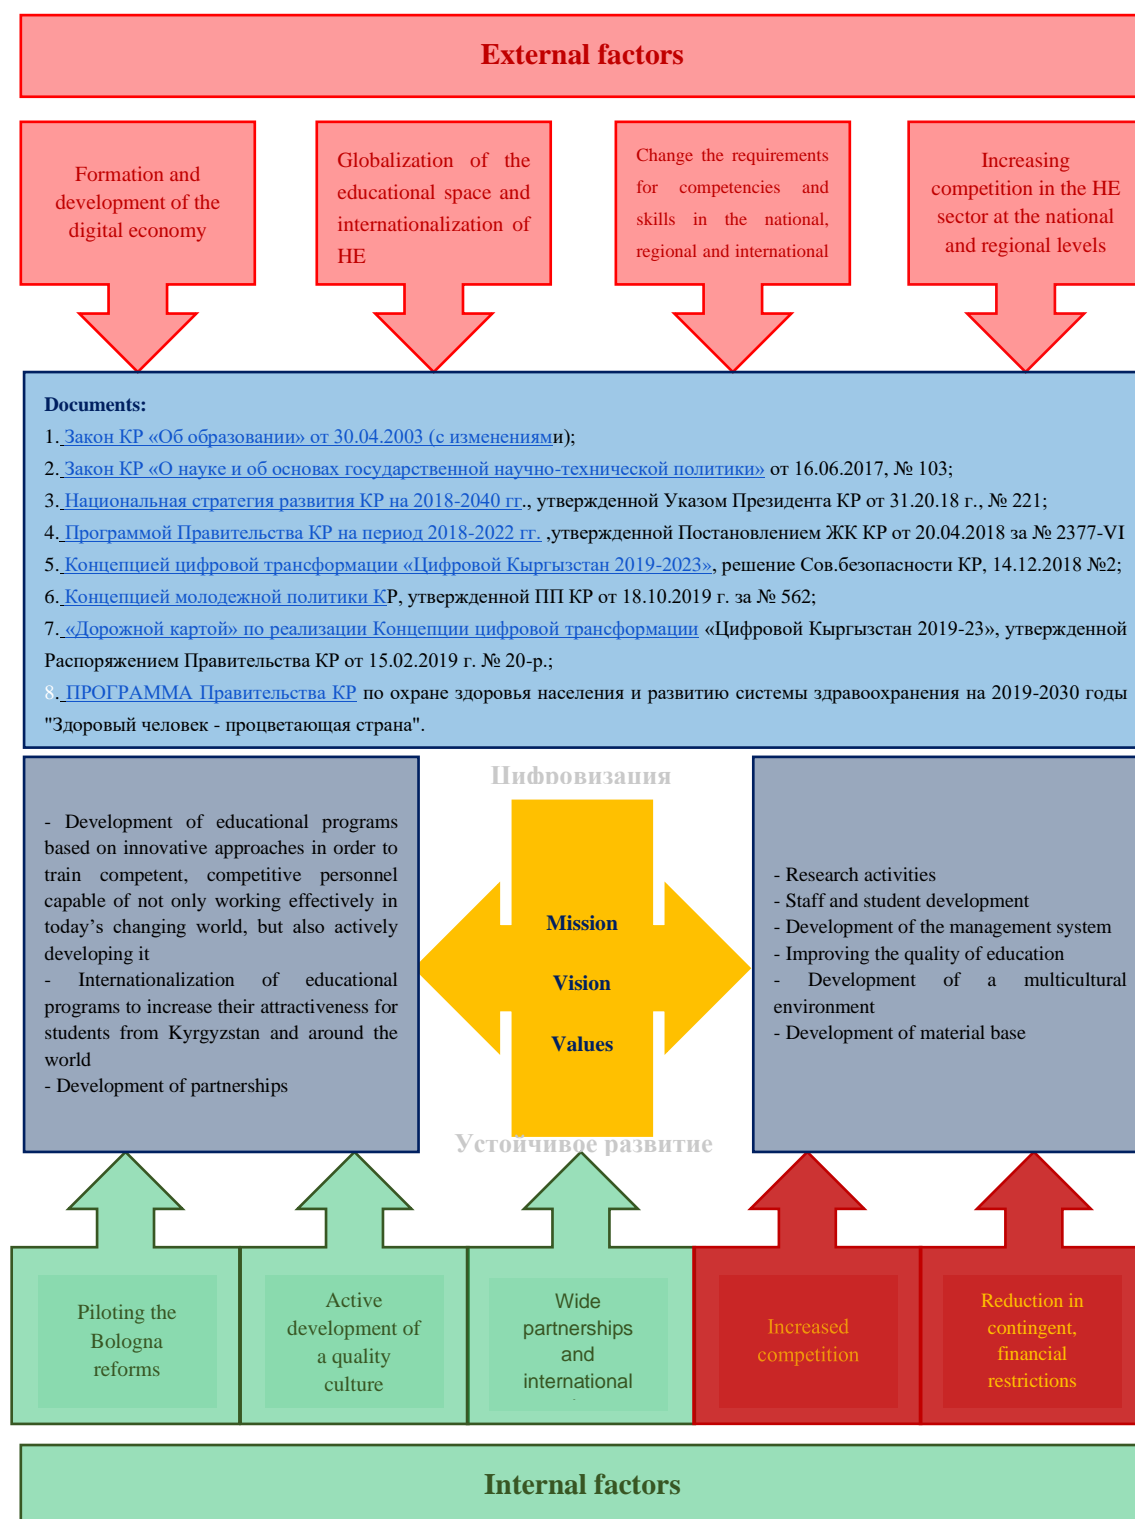 External factors
Formation and
development of the
digital economy
Globalization of the
educational space and
internationalization of
HE
Change the requirements
for competencies and
skills in the national,
regional and international
Increasing
competition in the HE
sector at the national
and regional levels
Documents:
1. Закон КР «Об образовании» от 30.04.2003 (с изменениями);
2. Закон КР «О науке и об основах государственной научно-технической политики» от 16.06.2017, № 103;
3. Национальная стратегия развития КР на 2018-2040 гг., утвержденной Указом Президента КР от 31.20.18 г., № 221;
4. Программой Правительства КР на период 2018-2022 гг. ,утвержденной Постановлением ЖК КР от 20.04.2018 за № 2377-VI
5. Концепцией цифровой трансформации «Цифровой Кыргызстан 2019-2023», решение Сов.безопасности КР, 14.12.2018 №2;
6. Концепцией молодежной политики КР, утвержденной ПП КР от 18.10.2019 г. за № 562;
7. «Дорожной картой» по реализации Концепции цифровой трансформации «Цифровой Кыргызстан 2019-23», утвержденной
Распоряжением Правительства КР от 15.02.2019 г. № 20-р.;
8. ПРОГРАММА Правительства КР по охране здоровья населения и развитию системы здравоохранения на 2019-2030 годы
"Здоровый человек - процветающая страна".
Цифровизация
- Development of educational programs
based on innovative approaches in order to
train competent, competitive personnel
capable of not only working effectively in
today's changing world, but also actively
developing it
- Internationalization of educational
programs to increase their attractiveness for
students from Kyrgyzstan and around the
world
- Development of partnerships
Mission
Vision
Values
- Research activities
- Staff and student development
- Development of the management system
- Improving the quality of education
- Development of a multicultural
environment
- Development of material base
Устойчивое развитие
Piloting the
Bologna
reforms
Active
development of
a quality
culture
Wide
partnerships
and
international
Increased
competition
Reduction in
contingent,
financial
restrictions
Internal factors